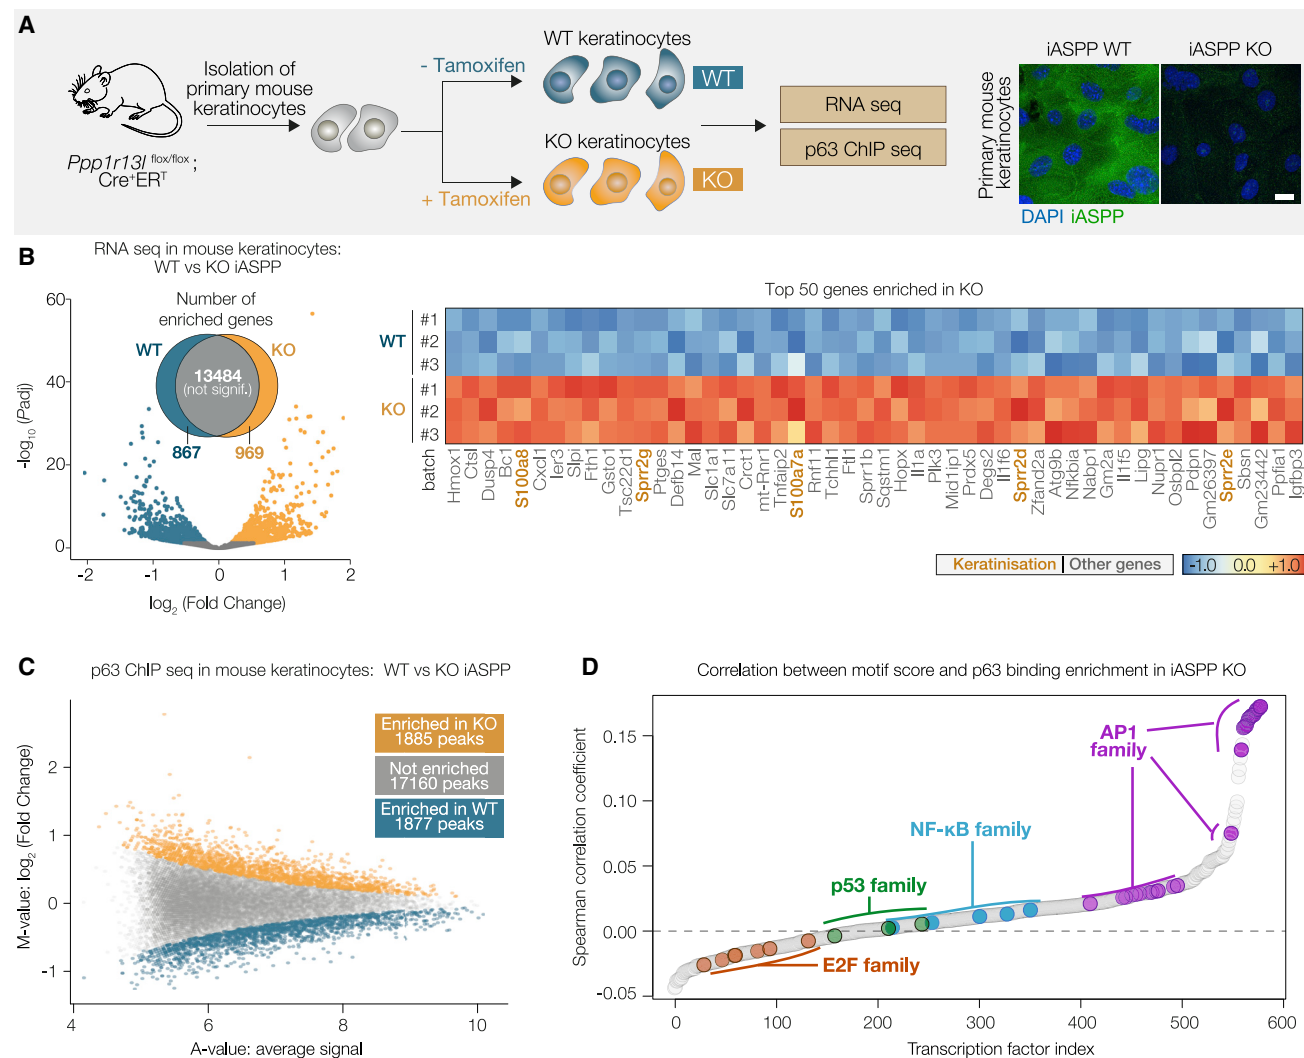 A
Isolation of
primary mouse
keratinocytes
Ppp1r13l flox/flox ;
Cre+ERT
- Tamoxifen
+ Tamoxifen
WT keratinocytes
WT
KO keratinocytes
KO
RNA seq
p63 ChIP seq
iASPP WT
iASPP KO
Primary mouse
keratinocytes
DAPI iASPP
B
RNA seq in mouse keratinocytes:
WT vs KO iASPP
Number of
enriched genes
WT
KO
13484
(not signif.)
867
969
60
40
20
0
-log10 (Padj)
-2
-1
0
1
2
log2 (Fold Change)
Top 50 genes enriched in KO
WT
#1
#2
#3
KO
#1
#2
#3
batch
Hmox1
Ctsl
Dusp4
Bc1
S100a8
Cxcl1
Ier3
Slpi
Fth1
Gsto1
Tsc22d1
Sprr2g
Ptges
Defb14
Mal
Slc1a1
Slc7a11
Crct1
mt-Rnr1
Tnfaip2
S100a7a
Rnf11
Tchhl1
Ftl1
Sprr1b
Sqstm1
Hopx
Il1a
Plk3
Mid1ip1
Prdx5
Degs2
Il1f6
Sprr2d
Zfand2a
Atg9b
Nfkbia
Nabp1
Gm2a
Il1f5
Lipg
Nupr1
Osbpl2
Pdpn
Gm26397
Sprr2e
Sbsn
Gm23442
Ppfia1
Igfbp3
Keratinisation | Other genes
-1.0 0.0 +1.0
C
p63 ChIP seq in mouse keratinocytes: WT vs KO iASPP
Enriched in KO
1885 peaks
Not enriched
17160 peaks
Enriched in WT
1877 peaks
M-value: log2 (Fold Change)
2
1
0
-1
4
6
8
10
A-value: average signal
D
Correlation between motif score and p63 binding enrichment in iASPP KO
Spearman correlation coefficient
0.15
0.10
0.05
0.00
-0.05
AP1
family
NF-κB family
p53 family
E2F family
0
100
200
300
400
500
600
Transcription factor index